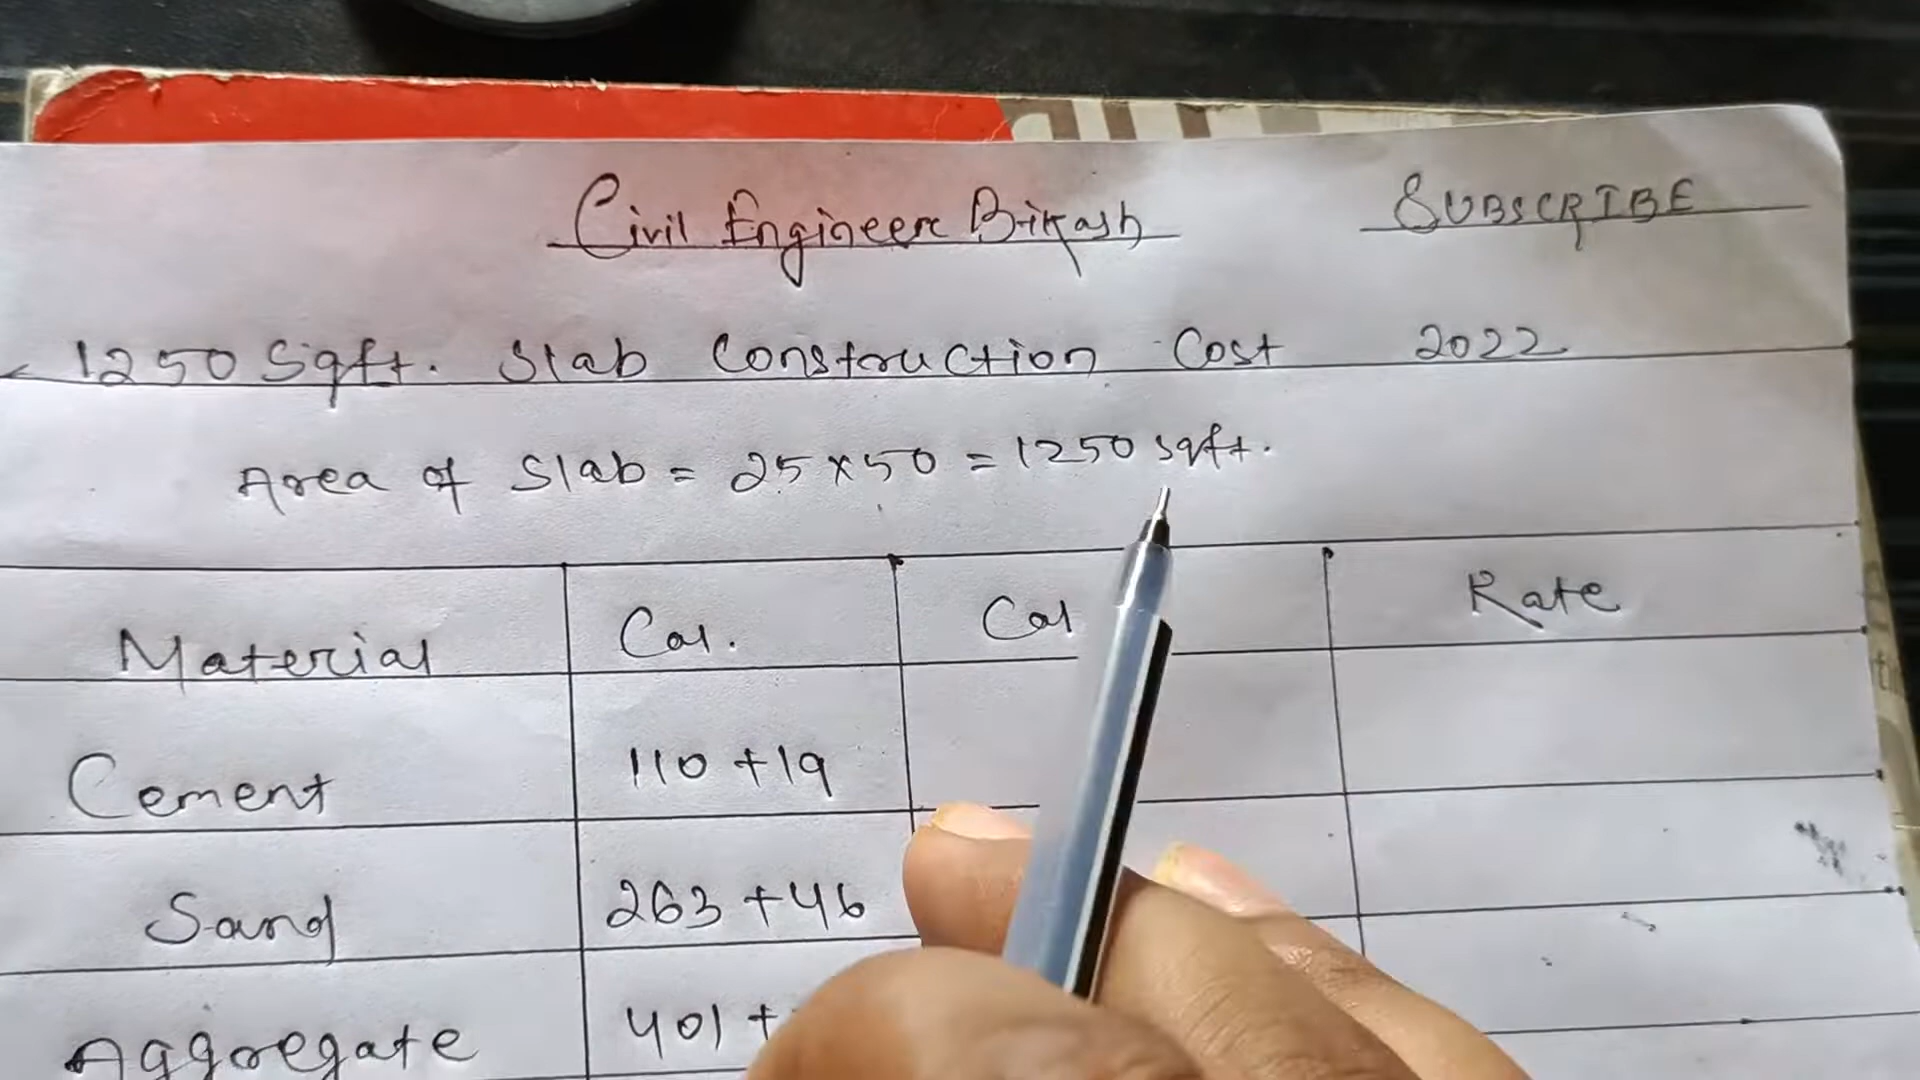 Civil Engineer Bikash SUBSCRIBE
1250 Sqft. Slab Construction Cost 2022
Area of Slab = 25 x 50 = 1250 sqft.
Material Cal. Cal Rate
Cement 110 + 19
Sand 263 + 46
Aggregate 401 +